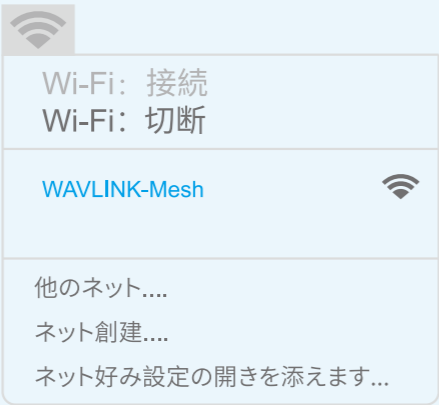 Wi-Fi: 接続
Wi-Fi: 切断
WAVLINK-Mesh
他のネット....
ネット創建....
ネット好み設定の開きを添えます...